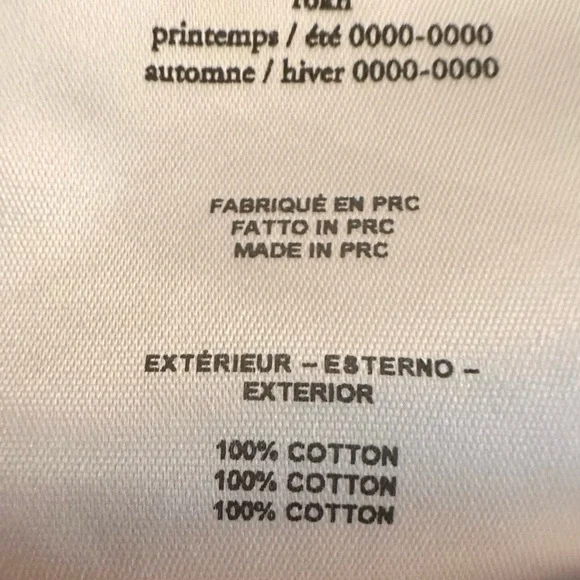 printemps / été 0000-0000
automne / hiver 0000-0000
FABRIQUÉ EN PRC
FATTO IN PRC
MADE IN PRC
EXTÉRIEUR – ESTERNO –
EXTERIOR
100% COTTON
100% COTTON
100% COTTON